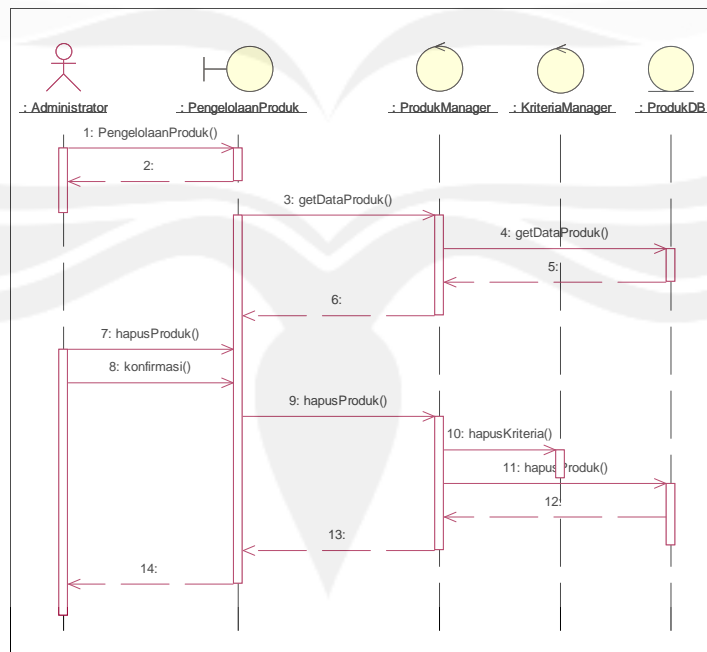 : Administrator : PengelolaanProduk : ProdukManager : KriteriaManager : ProdukDB
1: PengelolaanProduk()
2:
3: getDataProduk()
4: getDataProduk()
5:
6:
7: hapusProduk()
8: konfirmasi()
9: hapusProduk()
10: hapusKriteria()
11: hapusProduk()
12:
13:
14: